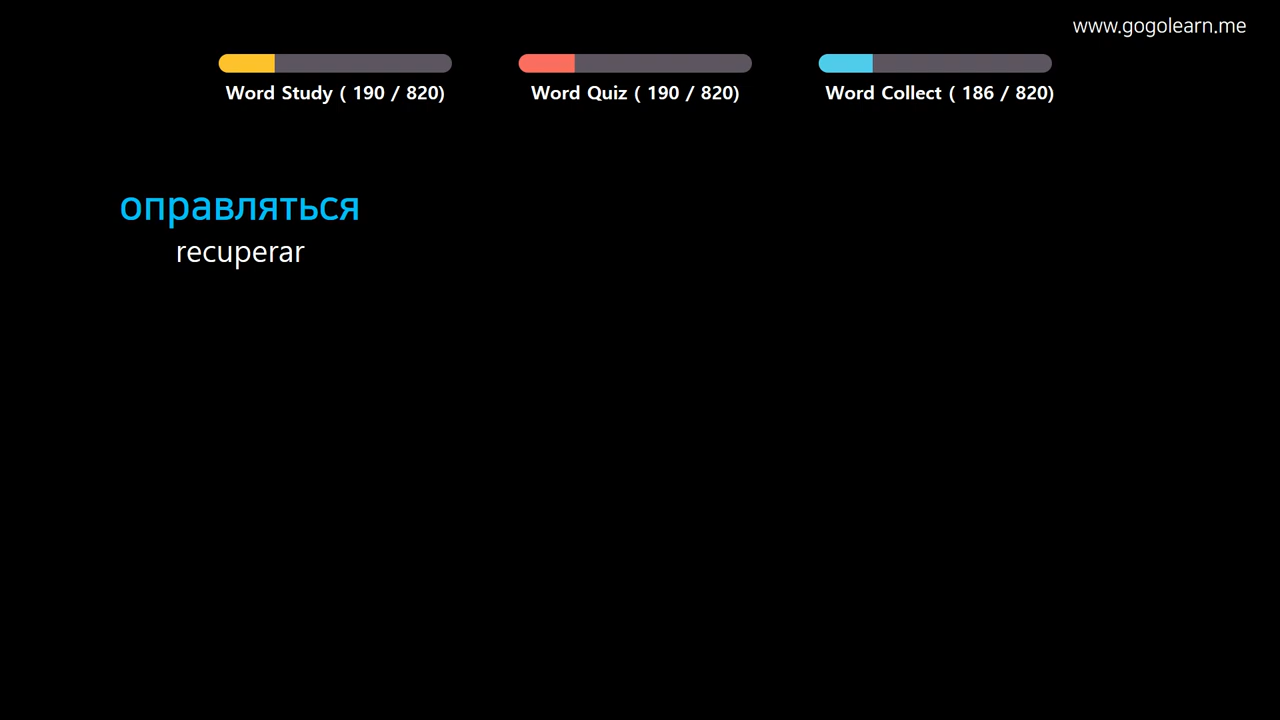 www.gogolearn.me
Word Study ( 190 / 820)
Word Quiz ( 190 / 820)
Word Collect ( 186 / 820)
оправляться
recuperar